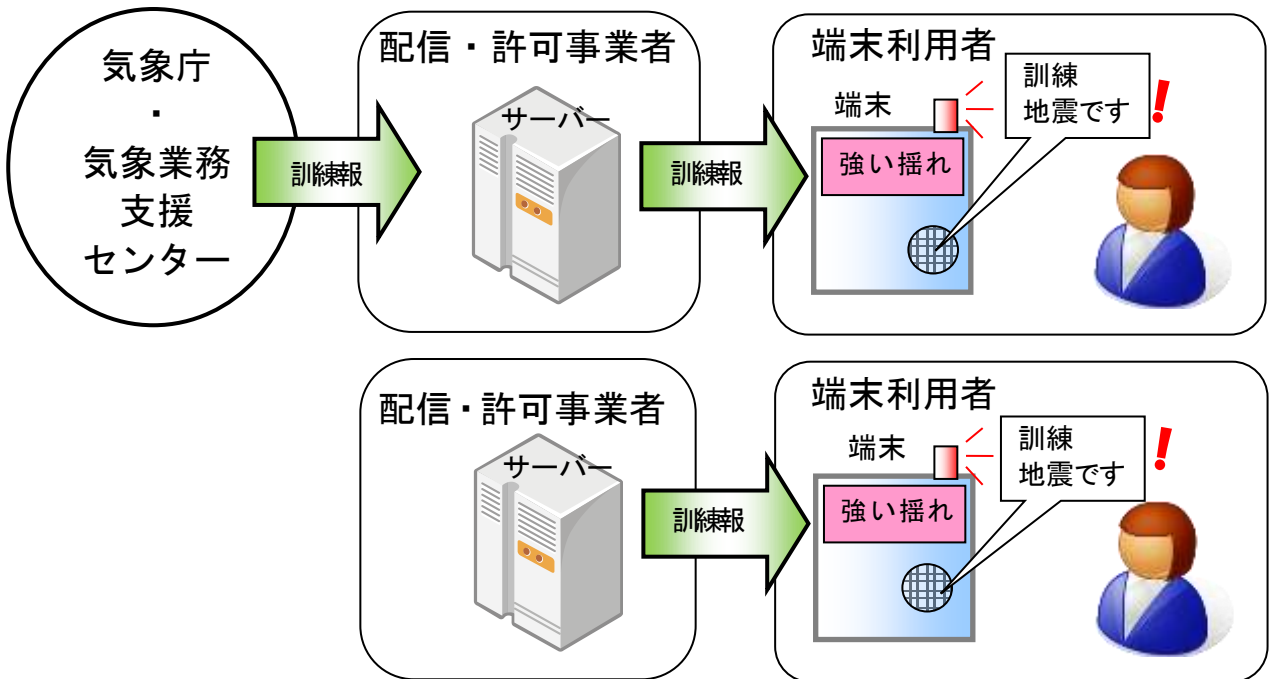 気象庁
・
気象業務
支援
センター
訓練報
配信・許可事業者
サーバー
訓練報
端末利用者
端末
強い揺れ
訓練
地震です
!
配信・許可事業者
サーバー
訓練報
端末利用者
端末
強い揺れ
訓練
地震です
!